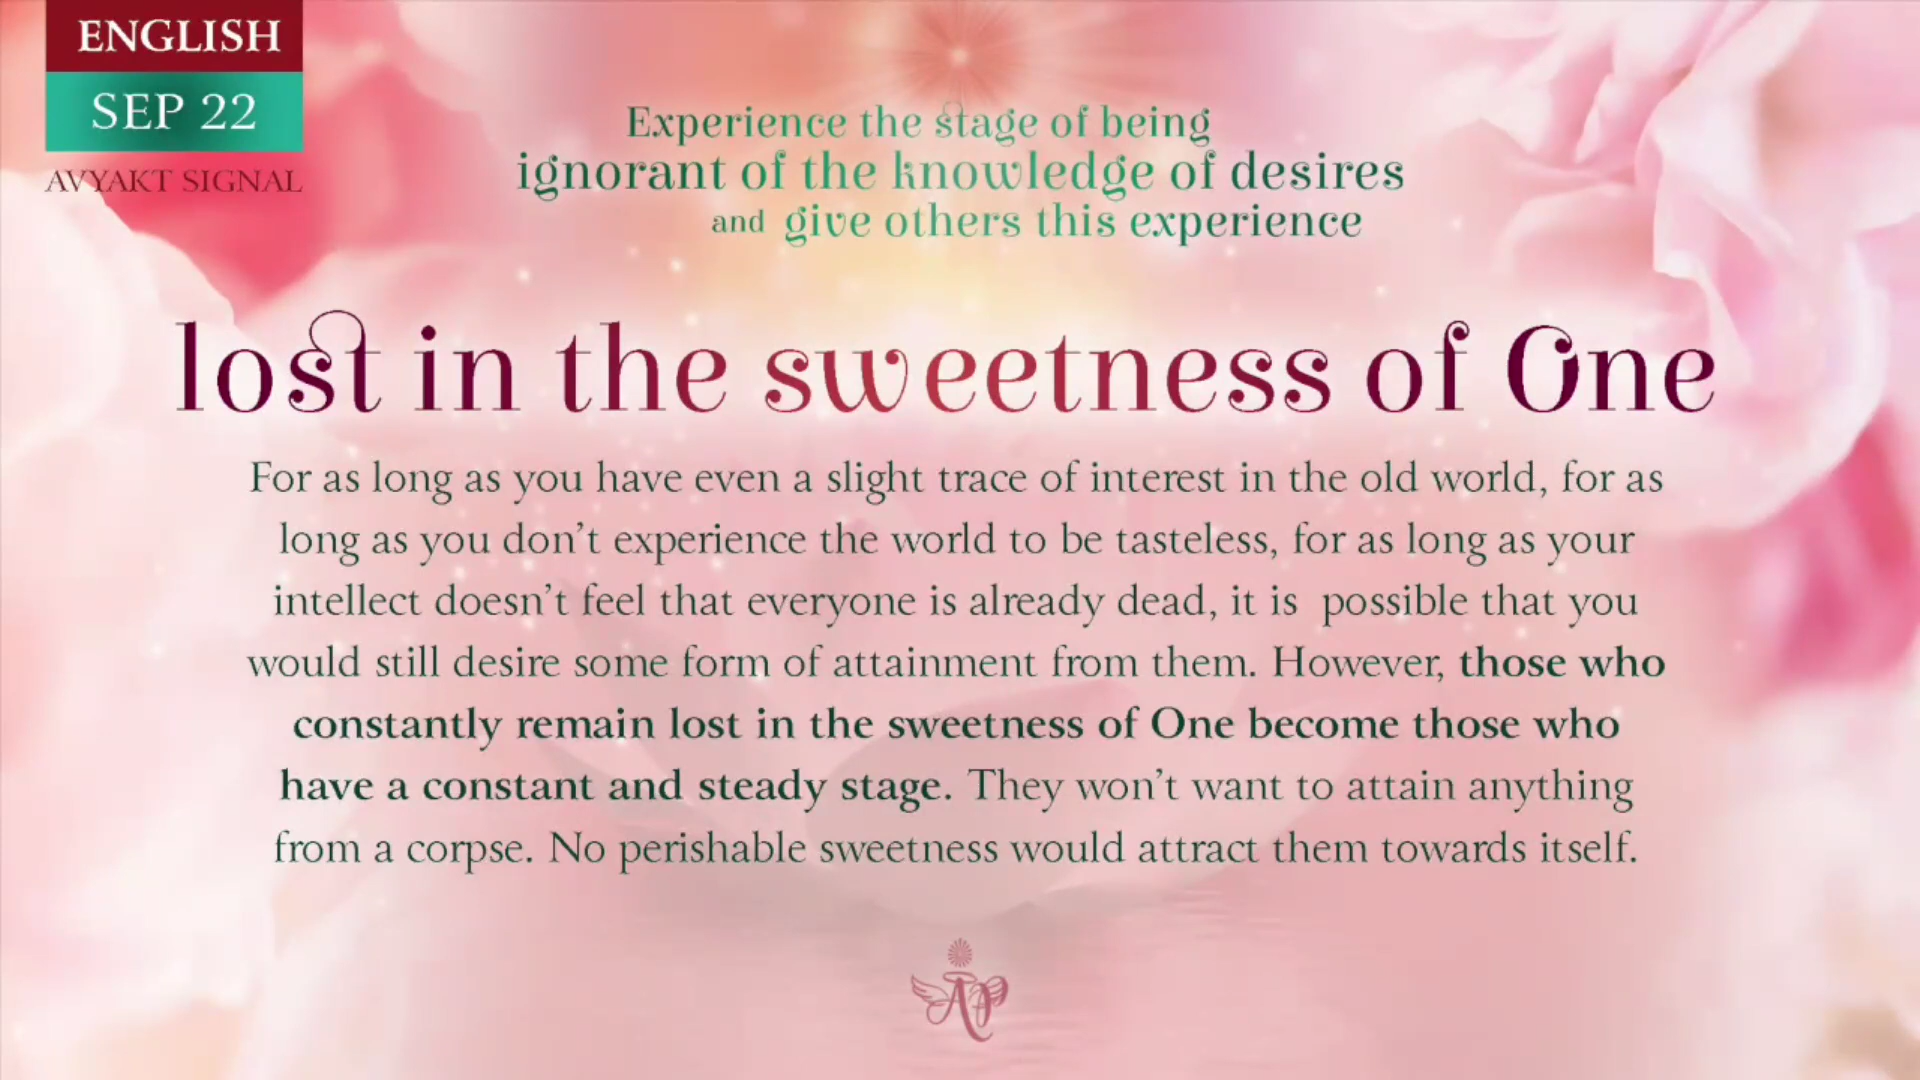 ENGLISH
SEP 22
AVYAKT SIGNAL
Experience the stage of being
ignorant of the knowledge of desires
and give others this experience
lost in the sweetness of One
For as long as you have even a slight trace of interest in the old world, for as
long as you don't experience the world to be tasteless, for as long as your
intellect doesn't feel that everyone is already dead, it is possible that you
would still desire some form of attainment from them. However, those who
constantly remain lost in the sweetness of One become those who
have a constant and steady stage. They won't want to attain anything
from a corpse. No perishable sweetness would attract them towards itself.
AP